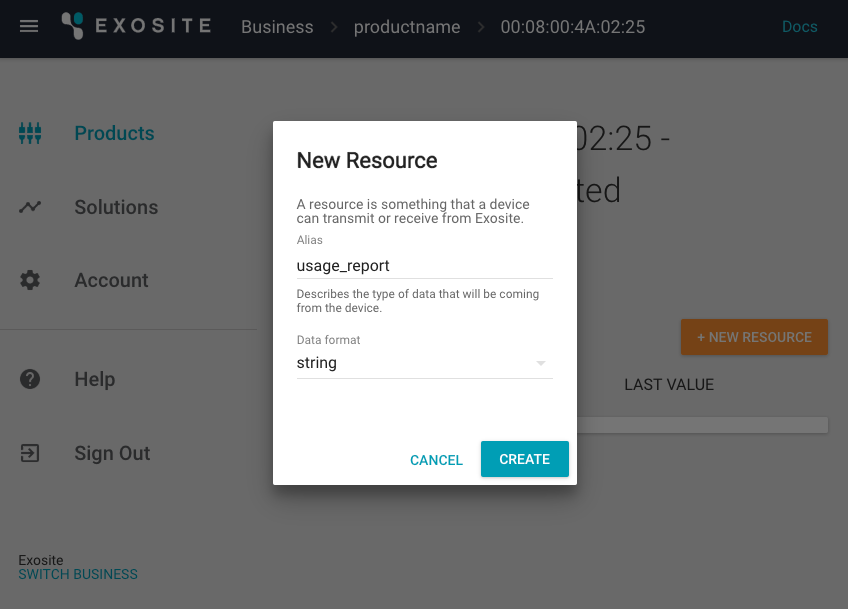 EXOSITE Business > productname > 00:08:00:4A:02:25 Docs
Products
Solutions
Account
Help
Sign Out
Exosite
SWITCH BUSINESS
02:25 -
ted
+ NEW RESOURCE
LAST VALUE
New Resource
A resource is something that a device
can transmit or receive from Exosite.
Alias
usage_report
Describes the type of data that will be coming
from the device.
Data format
string
CANCEL CREATE